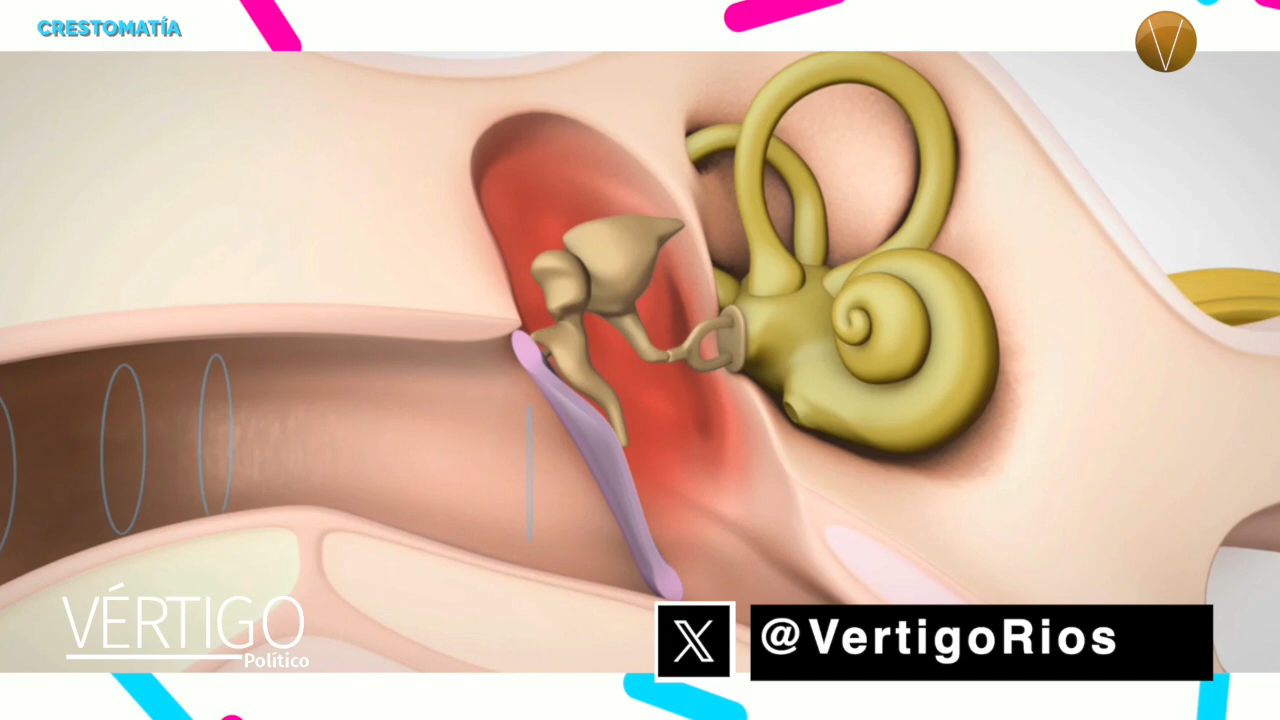 CRESTOMATÍA
V
VÉRTIGO
Político
X @VertigoRios